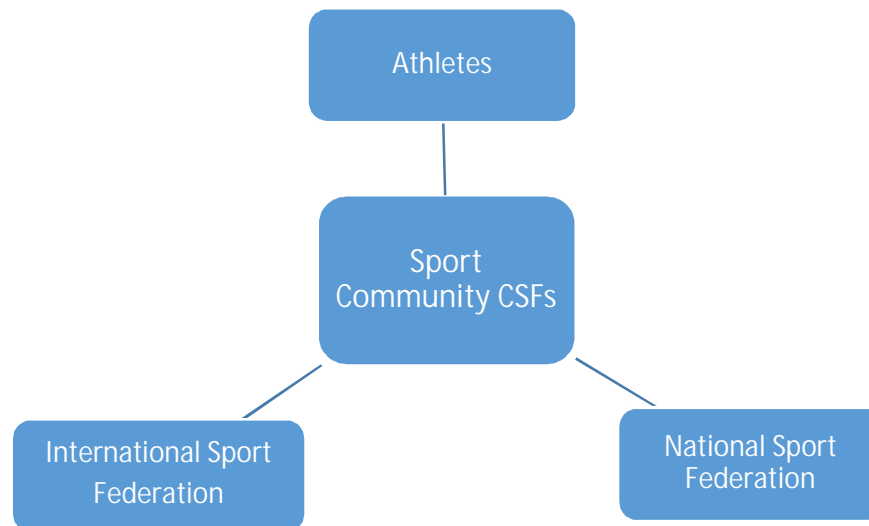 Athletes
Sport
Community CSFs
International Sport
Federation
National Sport
Federation